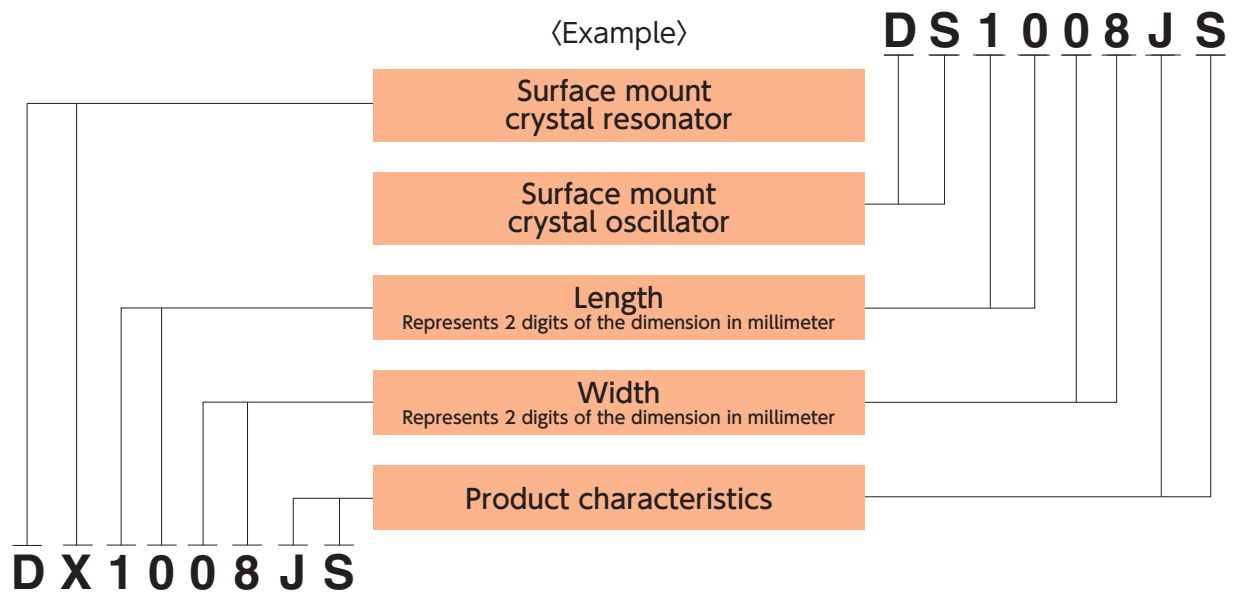 〈Example〉
D S 1 0 0 8 J S
Surface mount
crystal resonator
Surface mount
crystal oscillator
Length
Represents 2 digits of the dimension in millimeter
Width
Represents 2 digits of the dimension in millimeter
Product characteristics
D X 1 0 0 8 J S